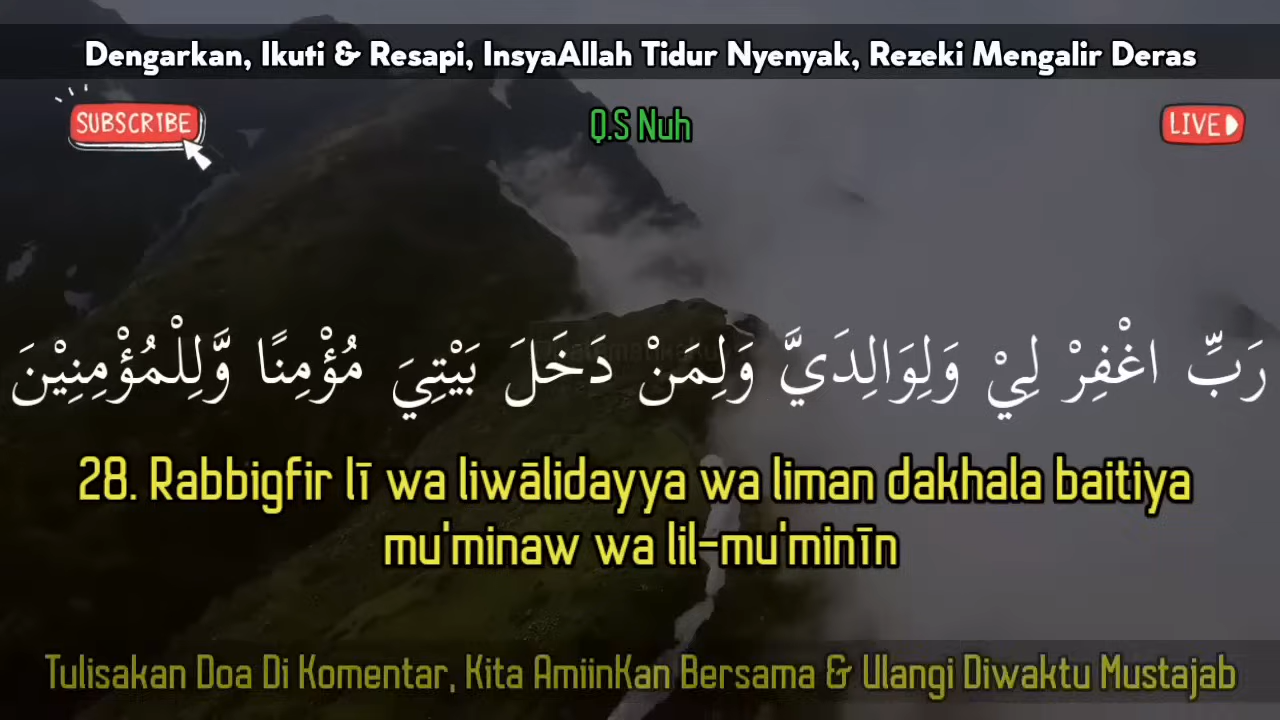 Dengarkan, Ikuti & Resapi, InsyaAllah Tidur Nyenyak, Rezeki Mengalir Deras
SUBSCRIBE
Q.S Nuh
LIVE
رَبِّ اغْفِرْ لِيْ وَلِوَالِدَيَّ وَلِمَنْ دَخَلَ بَيْتِيَ مُؤْمِنًا وَّلِلْمُؤْمِنِيْنَ
28. Rabbigfir lī wa liwālidayya wa liman dakhala baitiya
mu'minaw wa lil-mu'minīn
Tulisakan Doa Di Komentar, Kita AmiinKan Bersama & Ulangi Diwaktu Mustajab